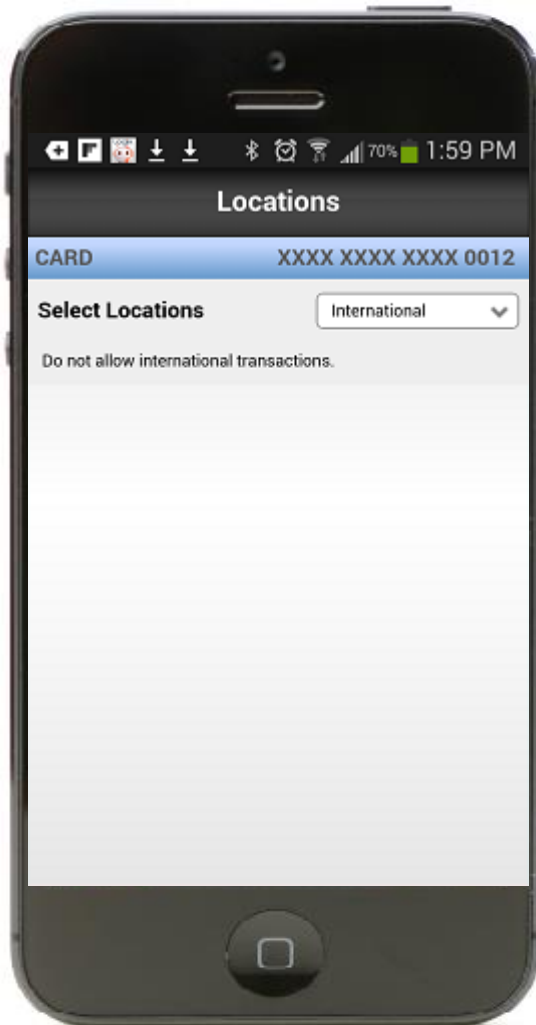 70% 1:59 PM
Locations
CARD XXXX XXXX XXXX 0012
Select Locations International
Do not allow international transactions.